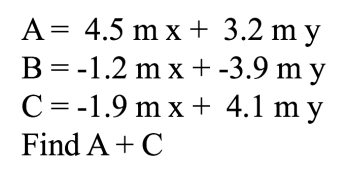 A = 4.5 m x + 3.2 m y
B = -1.2 m x + -3.9 m y
C = -1.9 m x + 4.1 m y
Find A + C